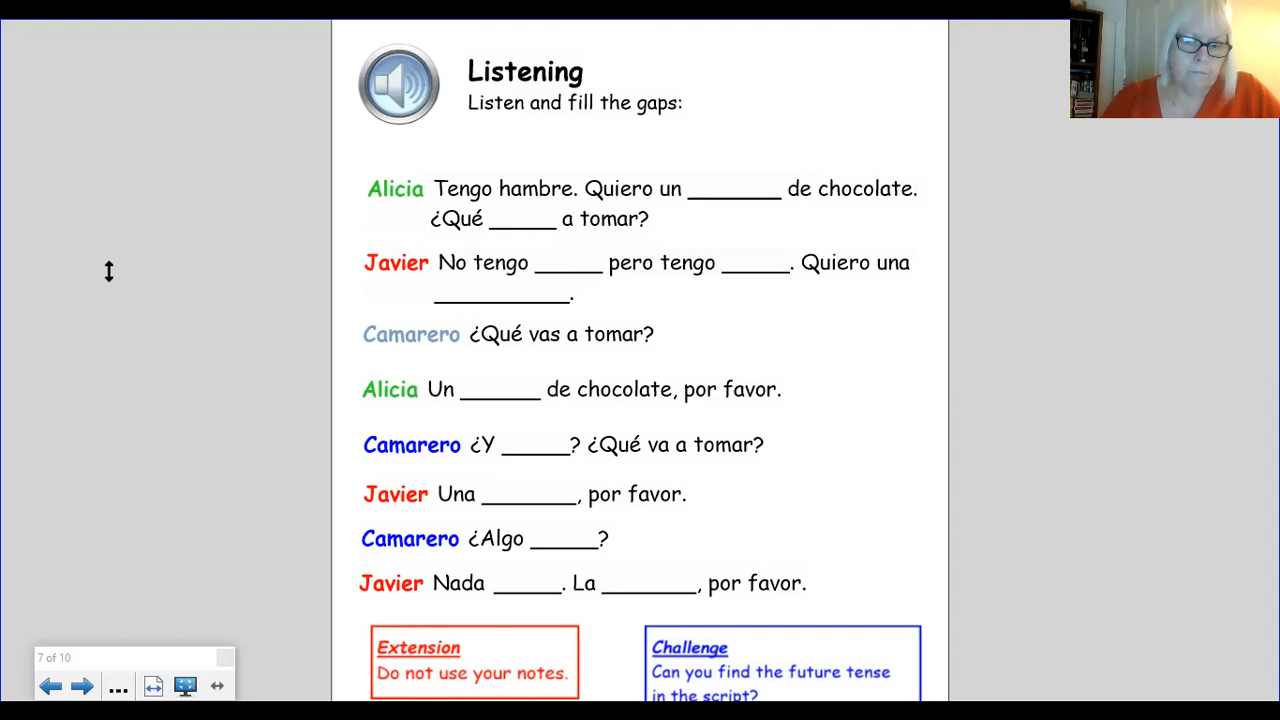 Listening
Listen and fill the gaps:
Alicia Tengo hambre. Quiero un ________ de chocolate.
¿Qué ______ a tomar?
Javier No tengo ______ pero tengo ______. Quiero una
____________.
Camarero ¿Qué vas a tomar?
Alicia Un _______ de chocolate, por favor.
Camarero ¿Y ______? ¿Qué va a tomar?
Javier Una ________, por favor.
Camarero ¿Algo ______?
Javier Nada ______. La ________, por favor.
Extension
Do not use your notes.
Challenge
Can you find the future tense
in the script?
7 of 10